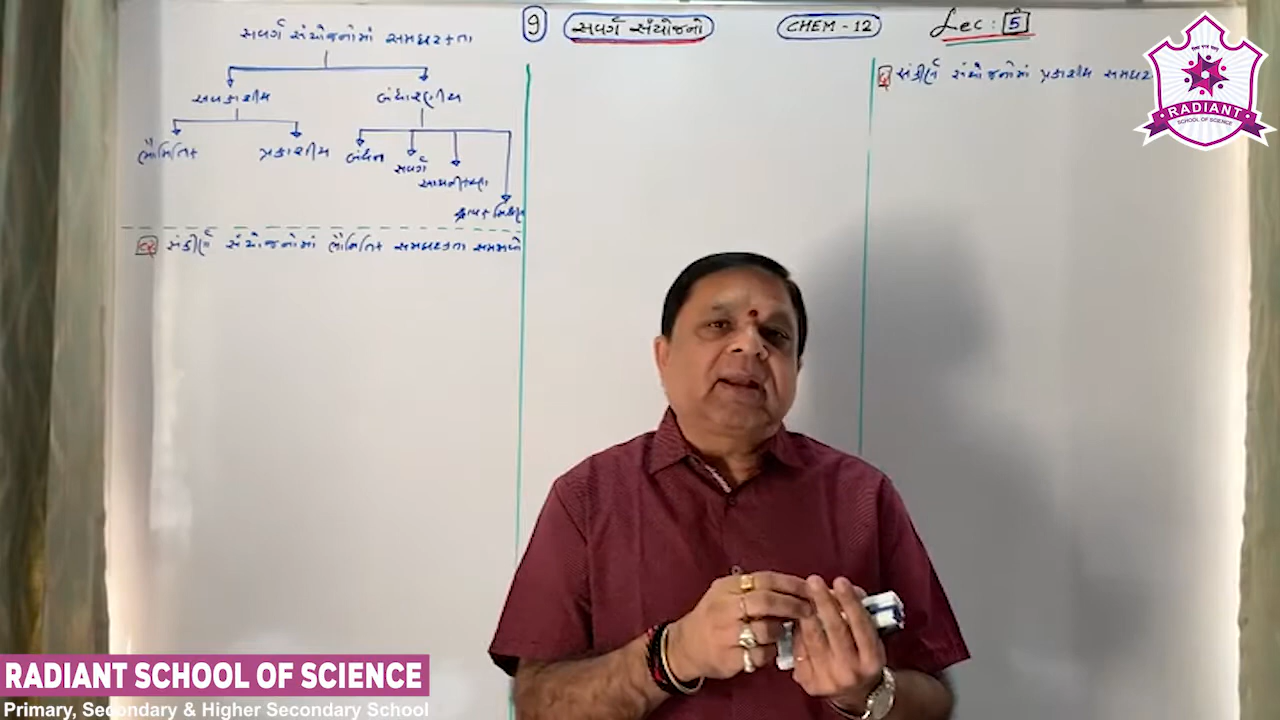 9 સવર્ગ સંયોજનો CHEM - 12 Lec : 5
સવર્ગ સંયોજનોમાં સમઘટકતા
અવકાશીય બંધારણીય
ભૌમિતિક પ્રકાશીય બંધન સવર્ગ આયનીકરણ
સંકીર્ણ સંયોજનોમાં ભૌમિતિક સમઘટકતા સમજાવો
સંકીર્ણ સંયોજનોમાં પ્રકાશીય
RADIANT
SCHOOL OF SCIENCE
RADIANT SCHOOL OF SCIENCE
Primary, Secondary & Higher Secondary School